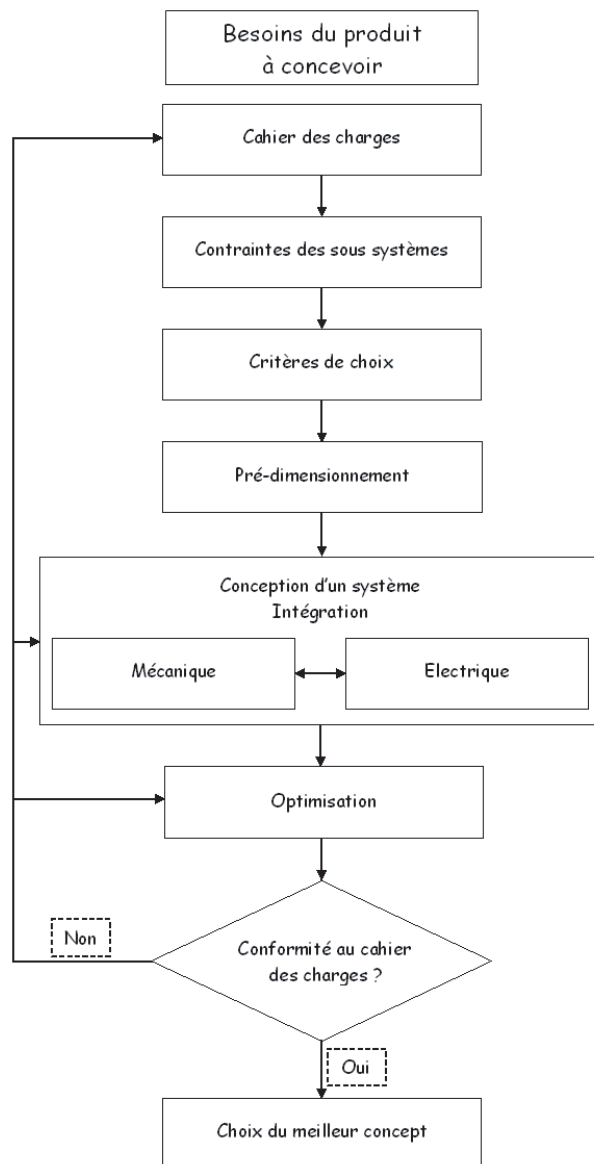 Besoins du produit
à concevoir
Cahier des charges
Contraintes des sous systèmes
Critères de choix
Pré-dimensionnement
Conception d'un système
Intégration
Mécanique
Electrique
Optimisation
Non
Conformité au cahier
des charges ?
Oui
Choix du meilleur concept